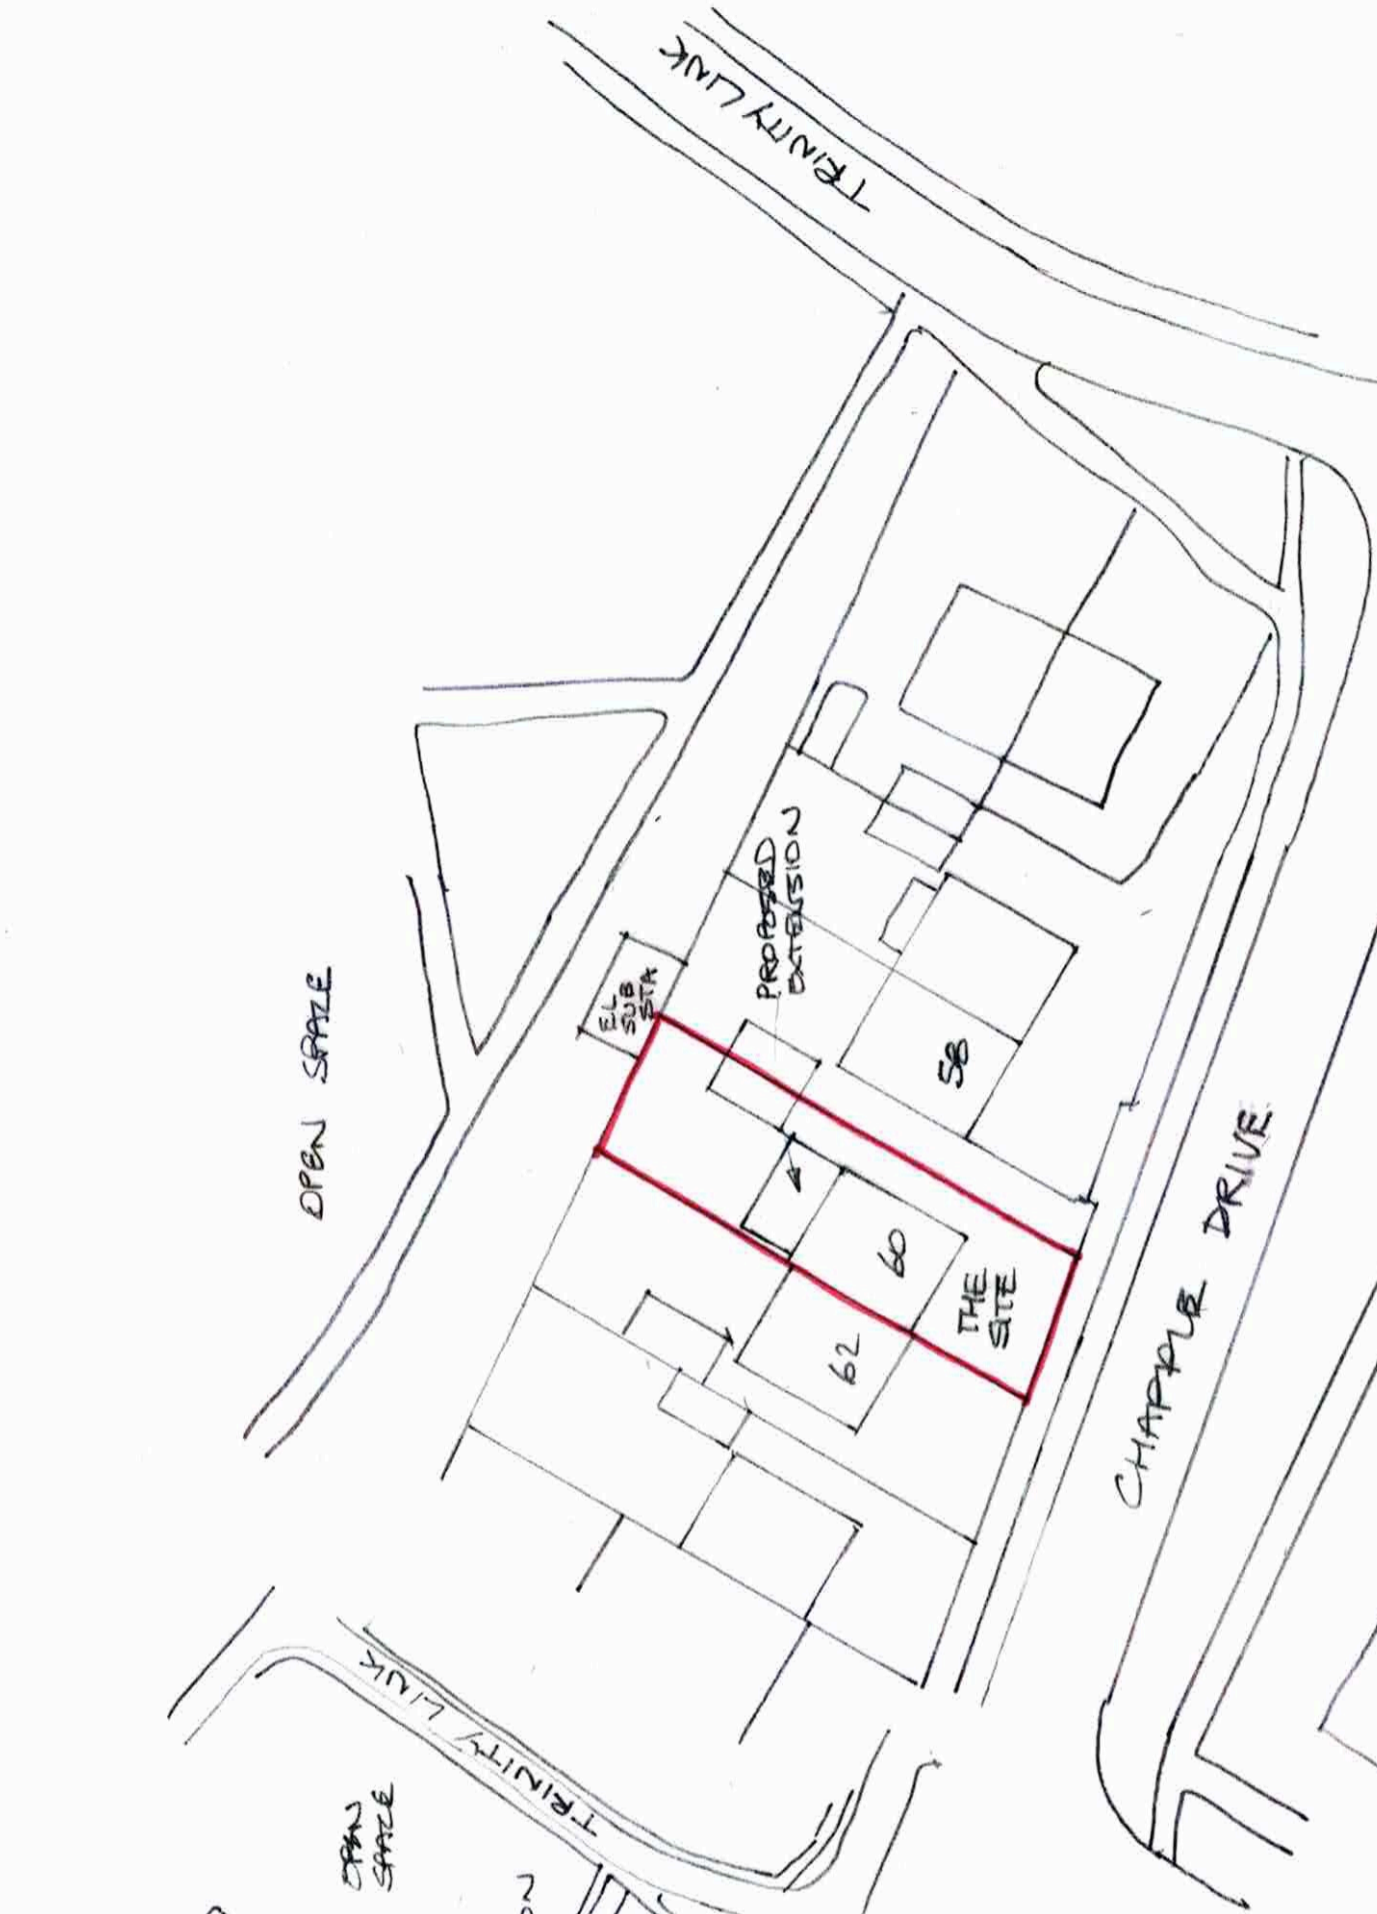 TRINITY LINK
PROPOSED
EXTENSION
EL
SUB
STA
OPEN SPACE
58
60
62
THE
SITE
CHAPPLE DRIVE
TRINITY LINK
OPEN
SPACE